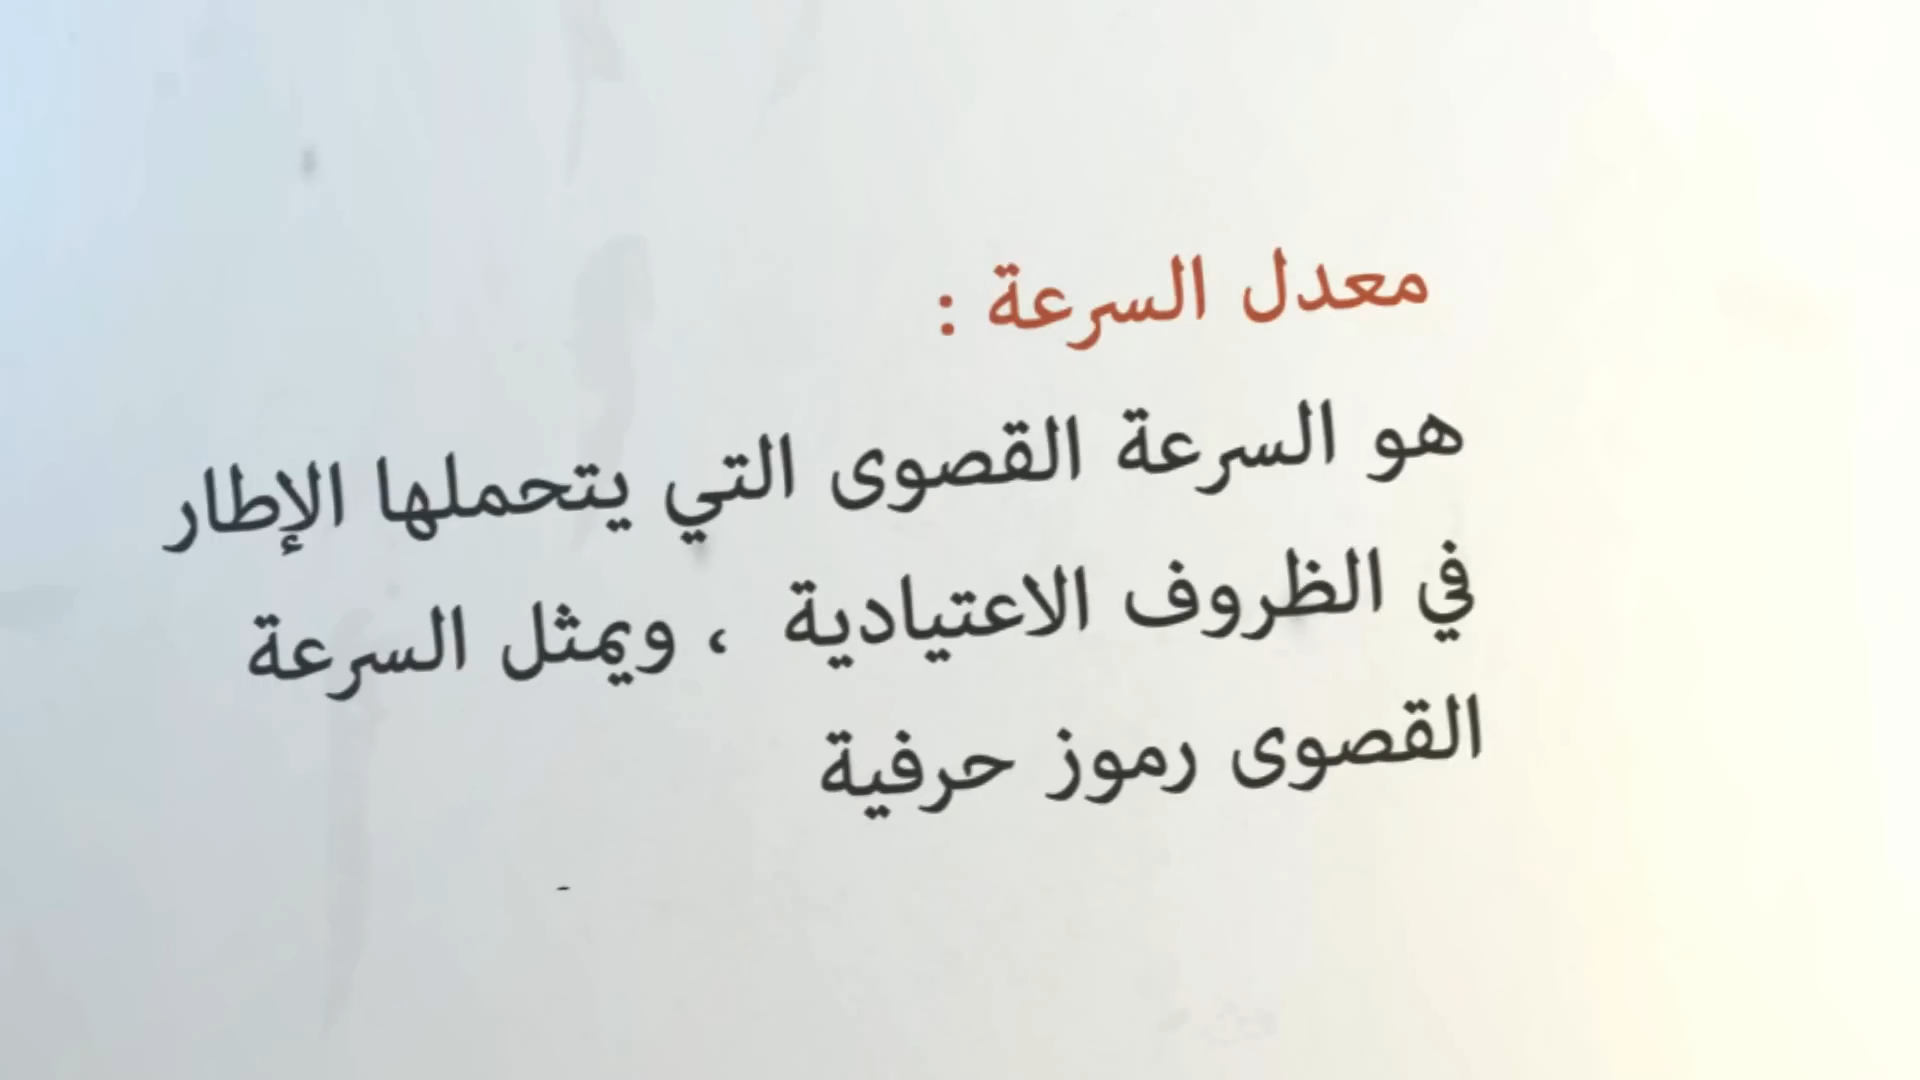 معدل السرعة :
هو السرعة القصوى التي يتحملها الإطار
في الظروف الاعتيادية ، ويمثل السرعة
القصوى رموز حرفية